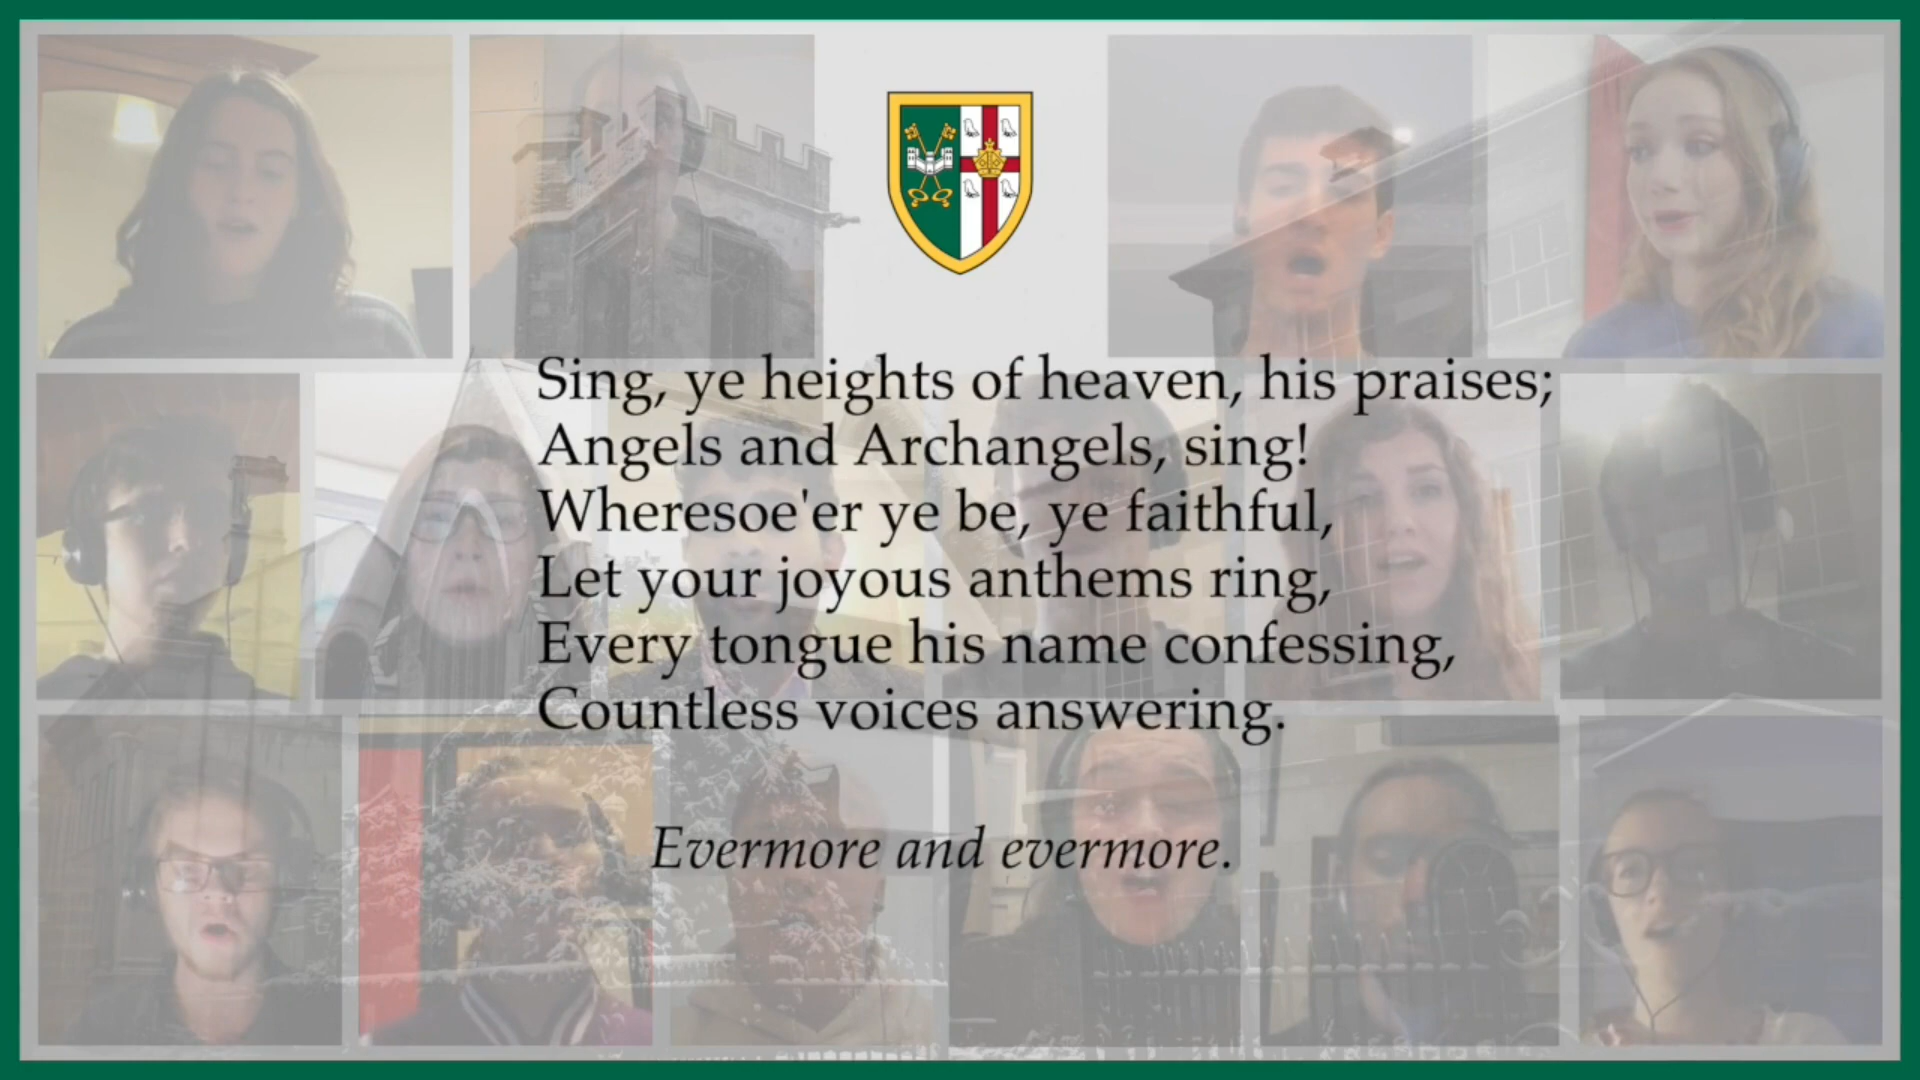 Sing, ye heights of heaven, his praises;
Angels and Archangels, sing!
Wheresoe'er ye be, ye faithful,
Let your joyous anthems ring,
Every tongue his name confessing,
Countless voices answering.
Evermore and evermore.